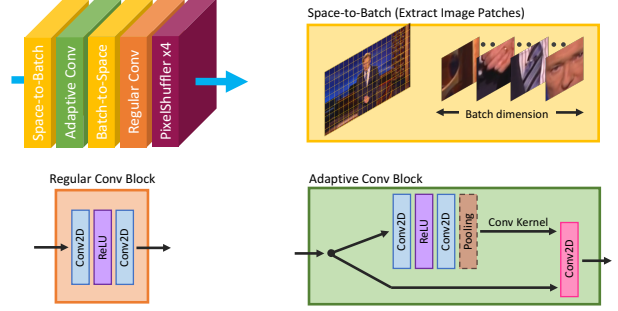 Space-to-Batch
Adaptive Conv
Batch-to-Space
Regular Conv
PixelShuffler x4
Space-to-Batch (Extract Image Patches)
Batch dimension
Regular Conv Block
Conv2D
ReLU
Conv2D
Adaptive Conv Block
Conv2D
ReLU
Conv2D
Pooling
Conv Kernel
Conv2D